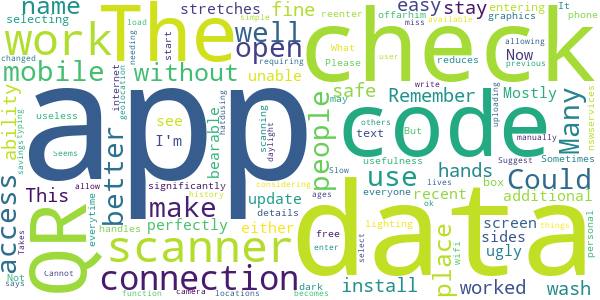 name
selecting
stretches
fine
easy
stay
entering
graphics
load
simple
reenter
offarhim
available
miss
phone
changed
start
needing
What
It
Now
previous
allowing
work
The
check
well
open
requiring
user
Please
mobile
without
internet
geolocation
unable
safe
reduces
app
code
data
useless
everytime
ability
typing
savings
see
I'm
bearable
hatdusing
scanning
daylight
people
Remember
Mostly
may
others
text
But
write
uploading
manually
nswservices
Many
Seems
better
This
significantly
allow
history
considering
usefulness
Slow
use
hands
Suggest
Sometimes
everyone
lives
box
Could
access
QR
make
update
ages
recent
additional
handles
perfectly
details
either
lighting
ok
screen
things
Not
scanner
free
place
sides
personal
says
Takes
Cannot
connection
dark
enter
select
wifi
ugly
install
worked
wash
function
camera
locations
becomes